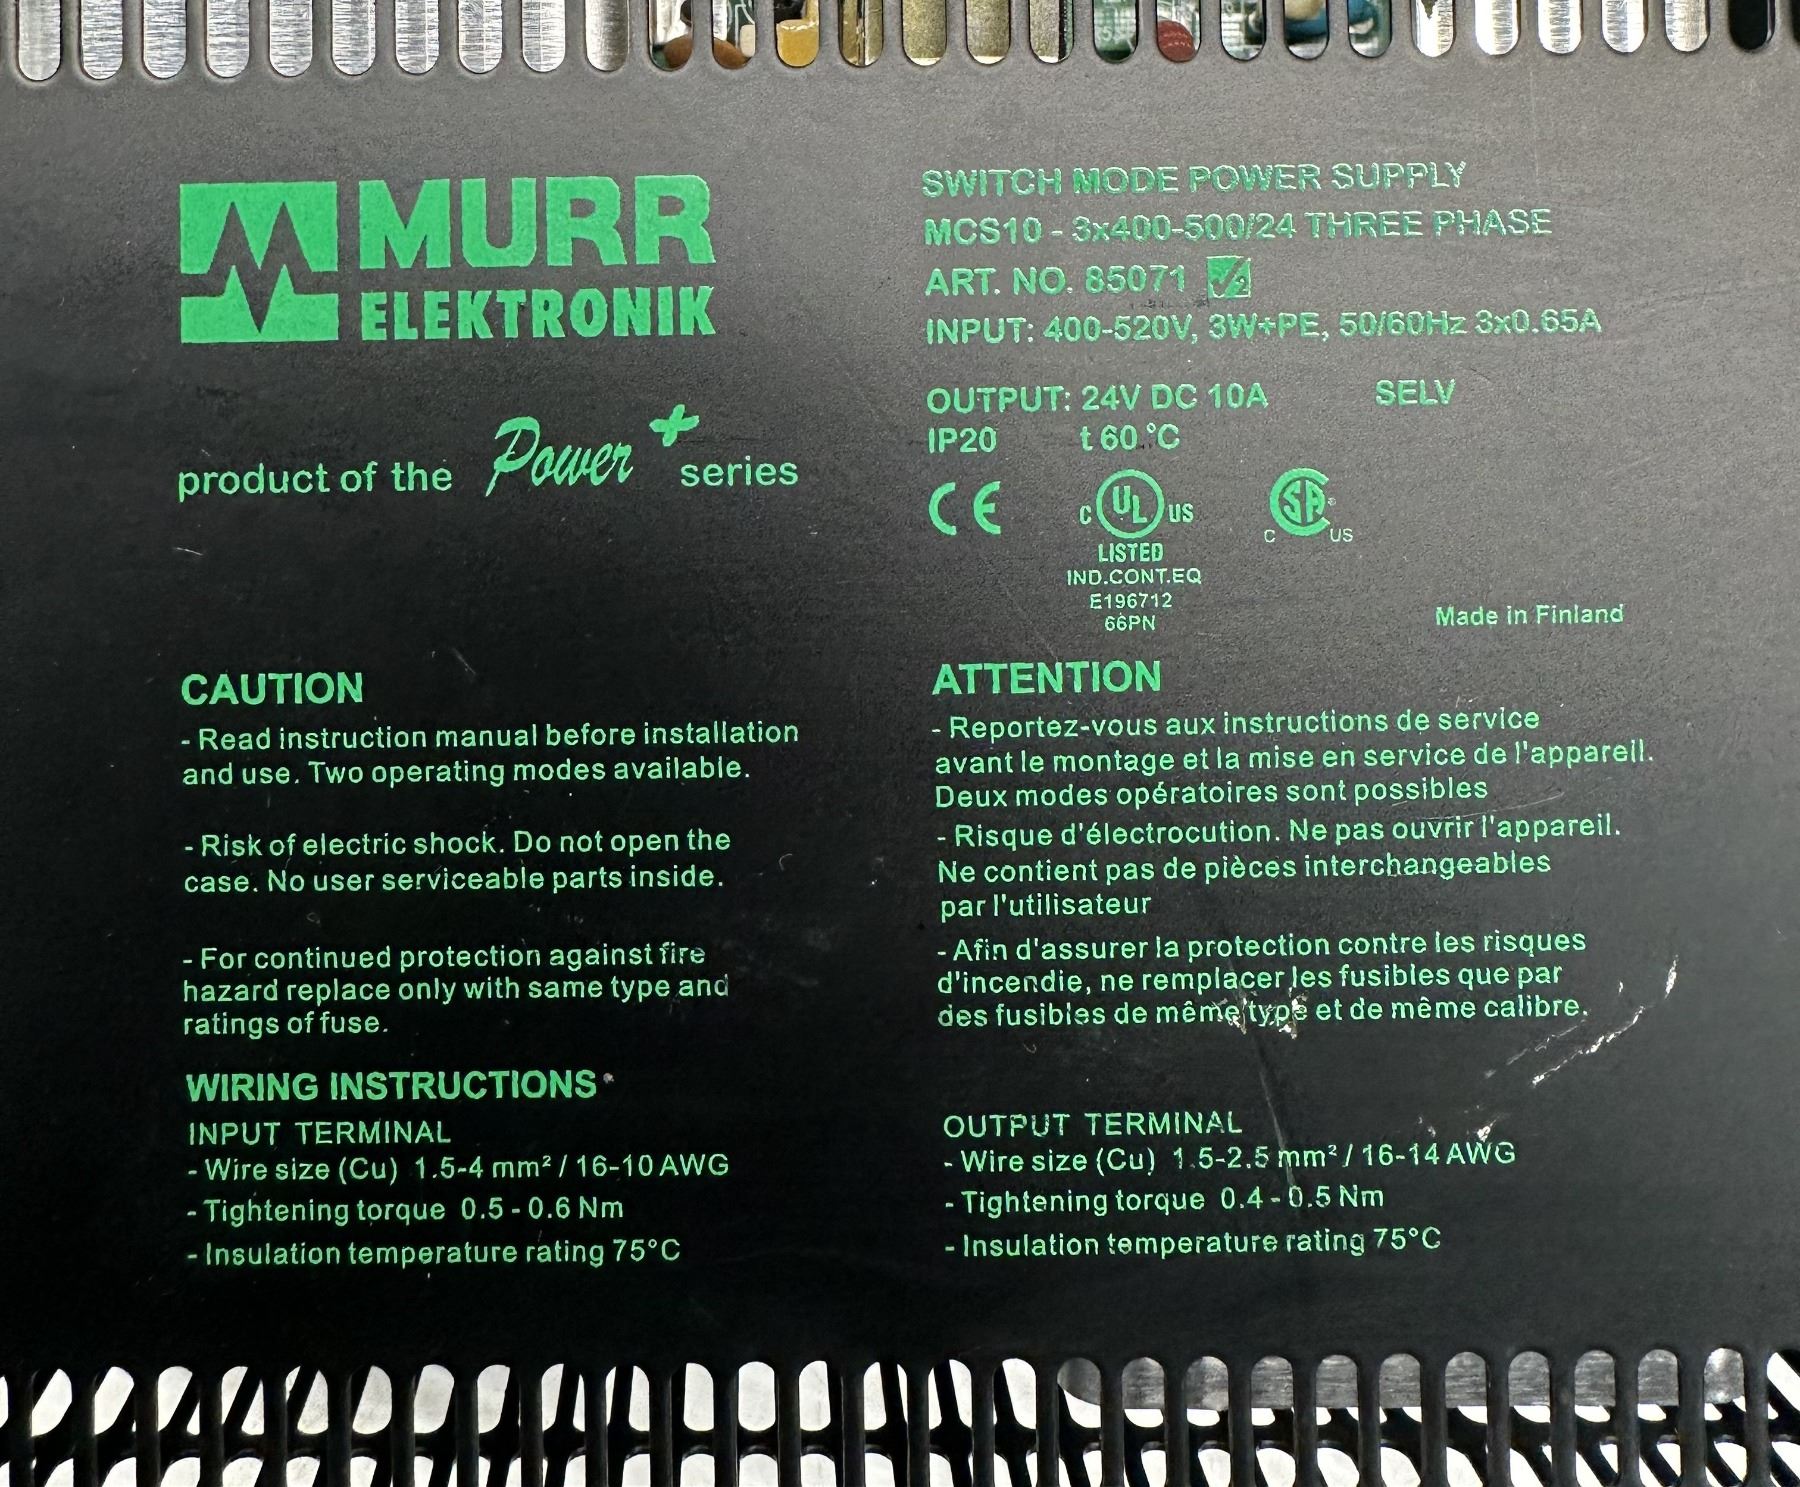 MURR
ELEKTRONIK
product of the Power+ series
SWITCH MODE POWER SUPPLY
MCS10 - 3x400-500/24 THREE PHASE
ART. NO. 85071
INPUT: 400-520V, 3W+PE, 50/60Hz 3x0.65A
OUTPUT: 24V DC 10A SELV
IP20 t 60 °C
CE
C UL US
LISTED
IND.CONT.EQ
E196712
66PN
C SA US
Made in Finland
CAUTION
- Read instruction manual before installation
and use. Two operating modes available.
- Risk of electric shock. Do not open the
case. No user serviceable parts inside.
- For continued protection against fire
hazard replace only with same type and
ratings of fuse.
ATTENTION
- Reportez-vous aux instructions de service
avant le montage et la mise en service de l'appareil.
Deux modes opératoires sont possibles
- Risque d'électrocution. Ne pas ouvrir l'appareil.
Ne contient pas de pièces interchangeables
par l'utilisateur
- Afin d'assurer la protection contre les risques
d'incendie, ne remplacer les fusibles que par
des fusibles de même type et de même calibre.
WIRING INSTRUCTIONS
INPUT TERMINAL
- Wire size (Cu) 1.5-4 mm² / 16-10 AWG
- Tightening torque 0.5 - 0.6 Nm
- Insulation temperature rating 75°C
OUTPUT TERMINAL
- Wire size (Cu) 1.5-2.5 mm² / 16-14 AWG
- Tightening torque 0.4 - 0.5 Nm
- Insulation temperature rating 75°C